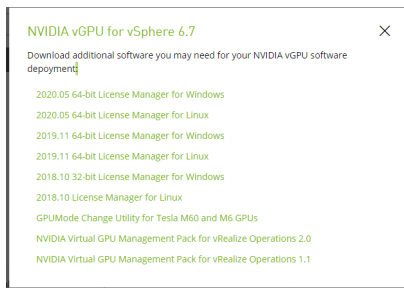 NVIDIA vGPU for vSphere 6.7
Download additional software you may need for your NVIDIA vGPU software
depoyment:
2020.05 64-bit License Manager for Windows
2020.05 64-bit License Manager for Linux
2019.11 64-bit License Manager for Windows
2019.11 64-bit License Manager for Linux
2018.10 32-bit License Manager for Windows
2018.10 License Manager for Linux
GPUMode Change Utility for Tesla M60 and M6 GPUs
NVIDIA Virtual GPU Management Pack for vRealize Operations 2.0
NVIDIA Virtual GPU Management Pack for vRealize Operations 1.1